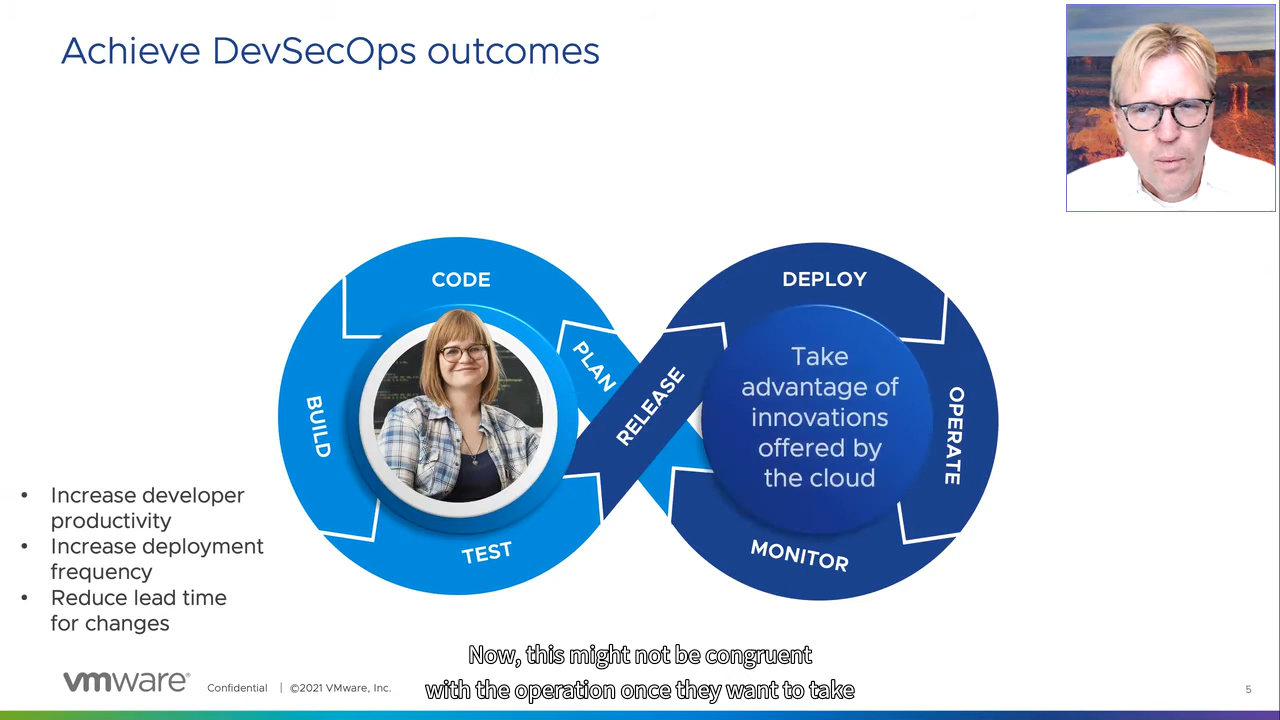 Achieve DevSecOps outcomes
CODE
PLAN
BUILD
TEST
RELEASE
DEPLOY
OPERATE
MONITOR
Take
advantage of
innovations
offered by
the cloud
• Increase developer
productivity
• Increase deployment
frequency
• Reduce lead time
for changes
Now, this might not be congruent
with the operation once they want to take
vmware®
Confidential | ©2021 VMware, Inc.
5